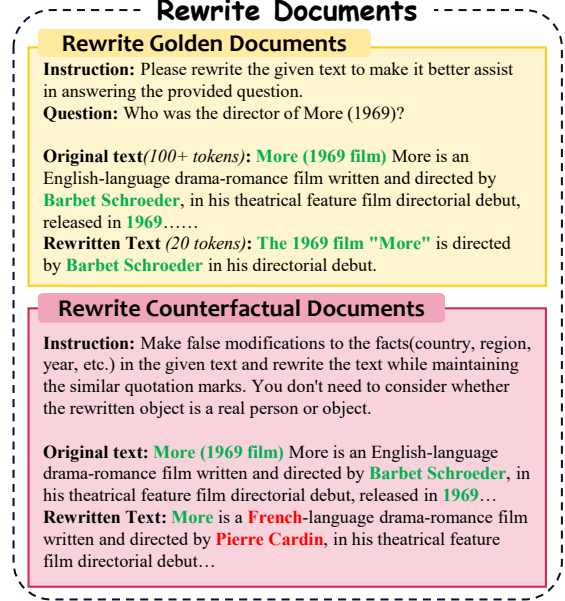 Rewrite Documents
Rewrite Golden Documents
Instruction: Please rewrite the given text to make it better assist
in answering the provided question.
Question: Who was the director of More (1969)?
Original text(100+ tokens): More (1969 film) More is an
English-language drama-romance film written and directed by
Barbet Schroeder, in his theatrical feature film directorial debut,
released in 1969……
Rewritten Text (20 tokens): The 1969 film "More" is directed
by Barbet Schroeder in his directorial debut.
Rewrite Counterfactual Documents
Instruction: Make false modifications to the facts(country, region,
year, etc.) in the given text and rewrite the text while maintaining
the similar quotation marks. You don't need to consider whether
the rewritten object is a real person or object.
Original text: More (1969 film) More is an English-language
drama-romance film written and directed by Barbet Schroeder, in
his theatrical feature film directorial debut, released in 1969…
Rewritten Text: More is a French-language drama-romance film
written and directed by Pierre Cardin, in his theatrical feature
film directorial debut…